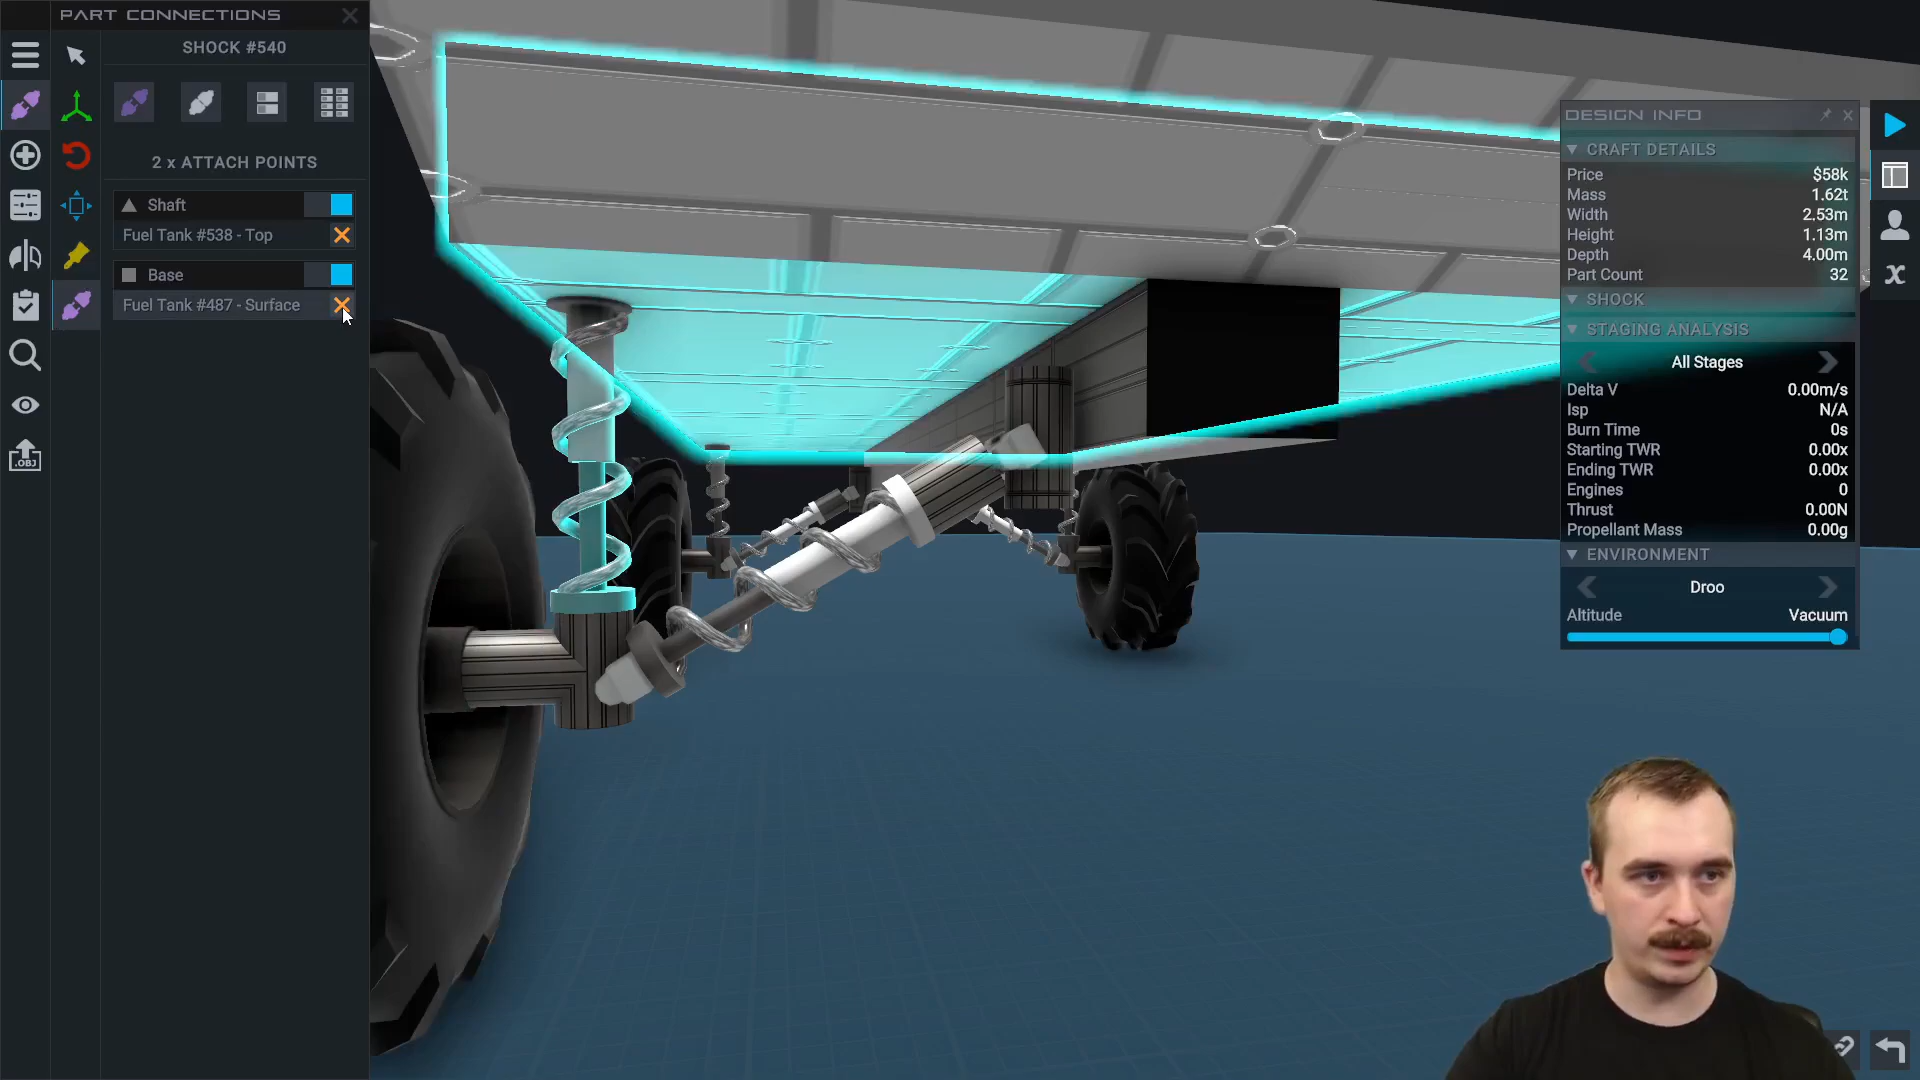 PART CONNECTIONS
SHOCK #540
2 x ATTACH POINTS
Shaft
Fuel Tank #538 - Top
Base
Fuel Tank #487 - Surface
.OBJ
DESIGN INFO
CRAFT DETAILS
Price $58k
Mass 1.62t
Width 2.53m
Height 1.13m
Depth 4.00m
Part Count 32
SHOCK
STAGING ANALYSIS
All Stages
Delta V 0.00m/s
Isp N/A
Burn Time 0s
Starting TWR 0.00x
Ending TWR 0.00x
Engines 0
Thrust 0.00N
Propellant Mass 0.00g
ENVIRONMENT
Droo
Altitude Vacuum
x